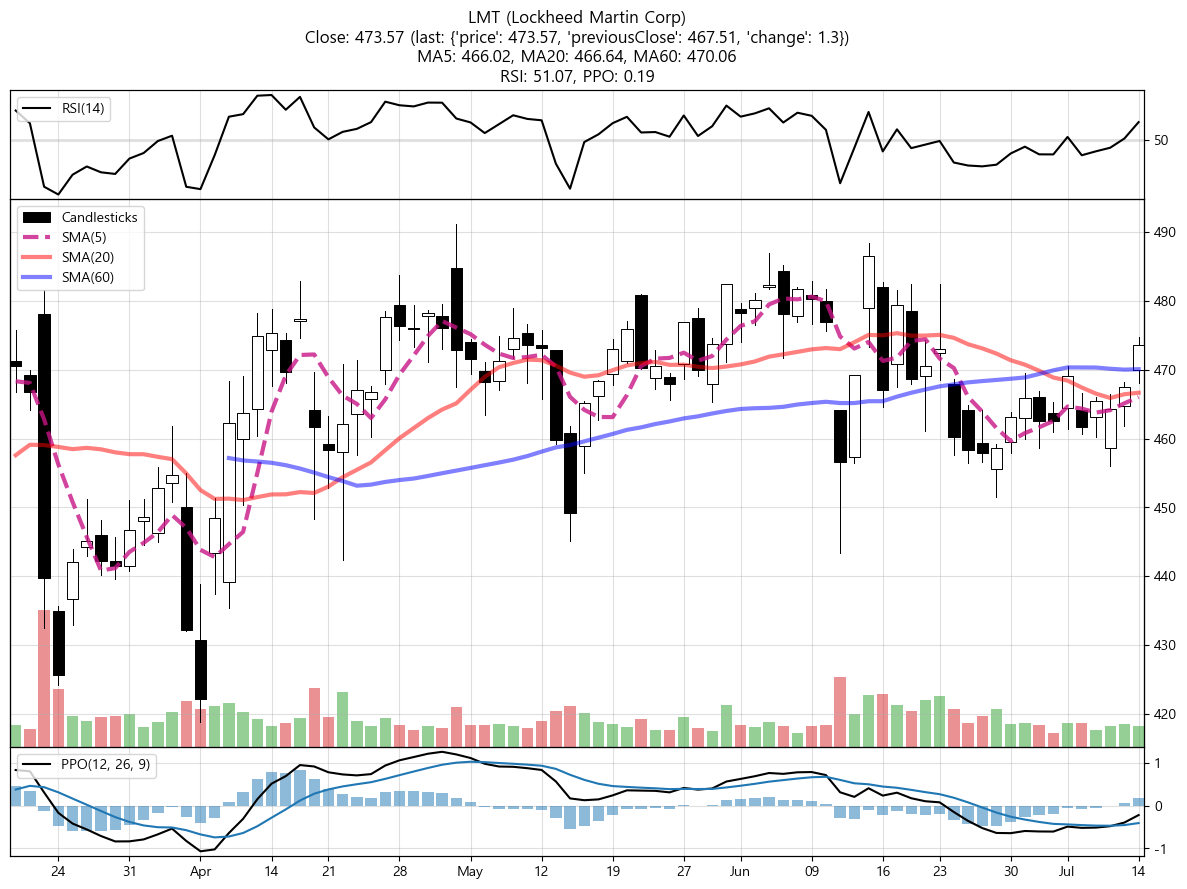 LMT (Lockheed Martin Corp)
Close: 473.57 (last: {'price': 473.57, 'previousClose': 467.51, 'change': 1.3})
MA5: 466.02, MA20: 466.64, MA60: 470.06
RSI: 51.07, PPO: 0.19
RSI(14)
50
Candlesticks
SMA(5)
SMA(20)
SMA(60)
490
480
470
460
450
440
430
420
PPO(12, 26, 9)
1
0
-1
24 31 Apr 14 21 28 May 12 19 27 Jun 09 16 23 30 Jul 14